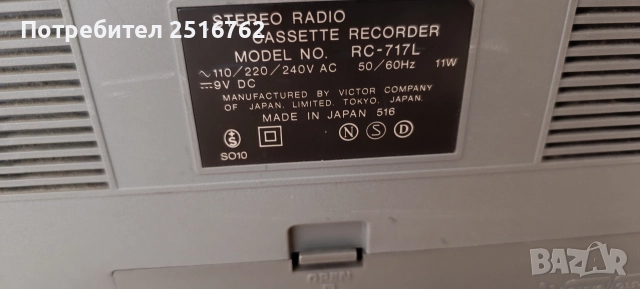 Потребител 2516762
STEREO RADIO
CASSETTE RECORDER
MODEL NO. RC-717L
∼110/220/240V AC 50/60Hz 11W
⎓9V DC
MANUFACTURED BY VICTOR COMPANY
OF JAPAN. LIMITED. TOKYO. JAPAN.
MADE IN JAPAN 516
S N S D
SO10
OPEN
BAZAR